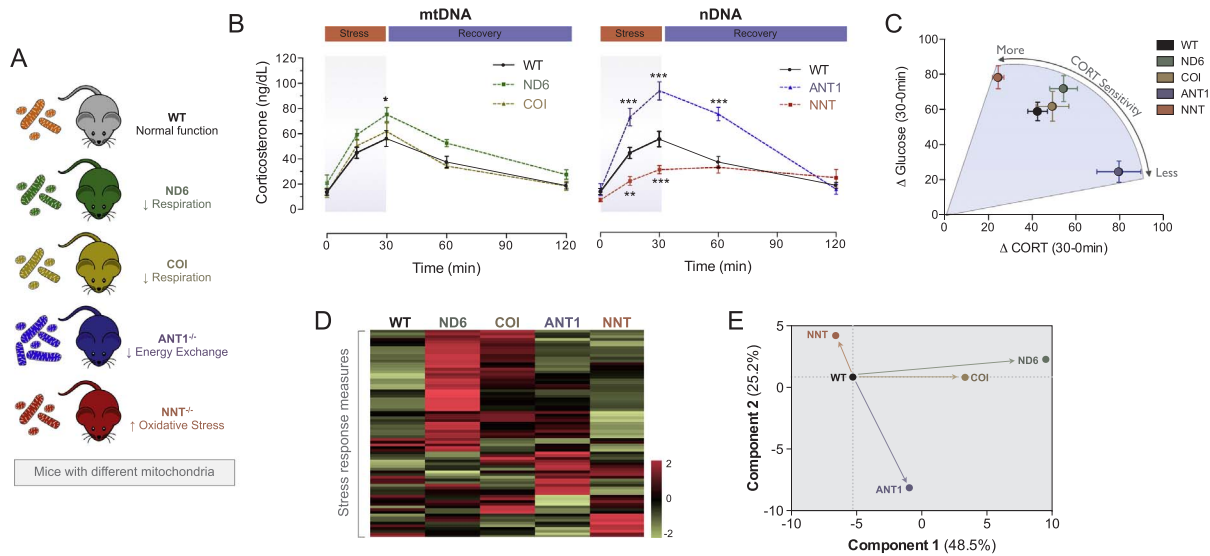 A
WT
Normal function
ND6
↓ Respiration
COI
↓ Respiration
ANT1-/-
↓ Energy Exchange
NNT-/-
↑ Oxidative Stress
Mice with different mitochondria
B
mtDNA
nDNA
Stress
Recovery
Stress
Recovery
Corticosterone (ng/dL)
120
100
80
60
40
20
0
WT
ND6
COI
*
0
30
60
90
120
Time (min)
WT
ANT1
NNT
***
***
***
**
***
0
30
60
90
120
Time (min)
C
Δ Glucose (30-0min)
100
80
60
40
20
0
More
CORT Sensitivity
Less
WT
ND6
COI
ANT1
NNT
0
20
40
60
80
100
Δ CORT (30-0min)
D
WT
ND6
COI
ANT1
NNT
Stress response measures
2
0
-2
E
Component 2 (25.2%)
5
0
-5
-10
NNT
WT
ND6
COI
ANT1
-10
-5
0
5
10
Component 1 (48.5%)